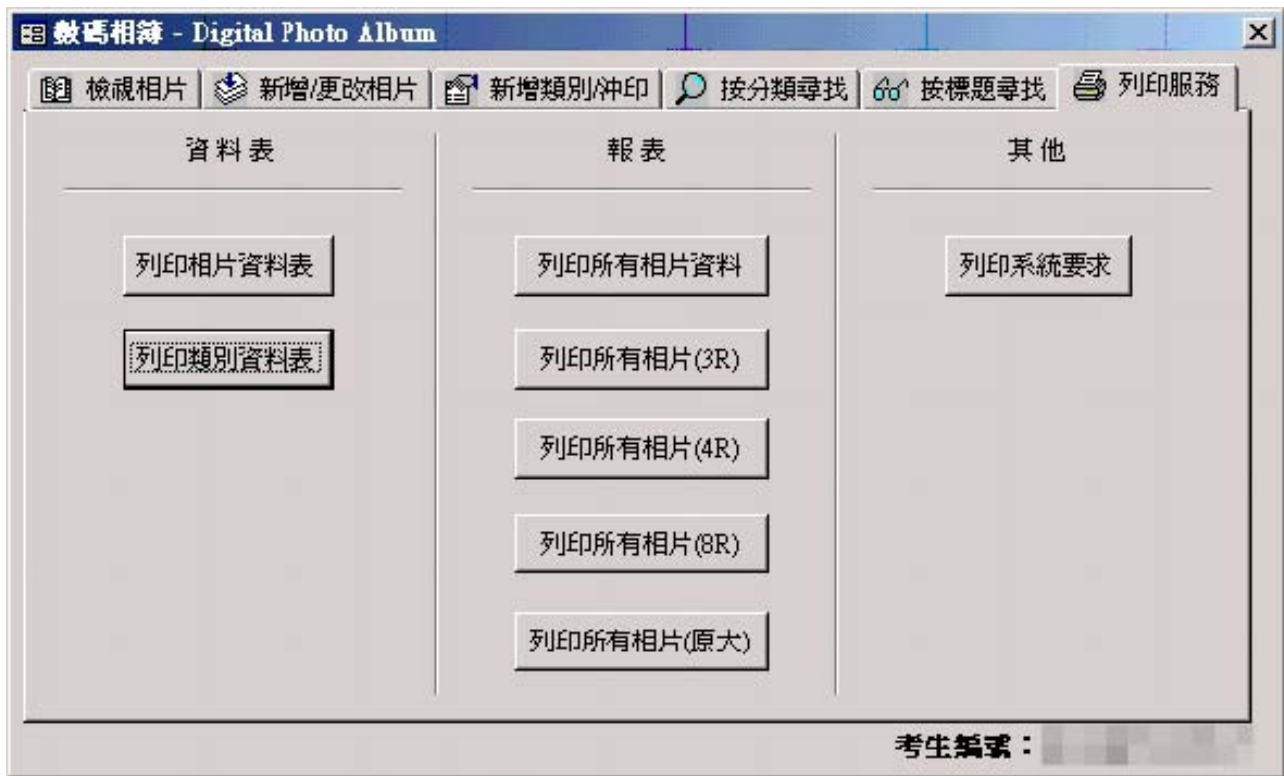 數碼相簿 - Digital Photo Album
檢視相片 新增/更改相片 新增類別/沖印 按分類尋找 按標題尋找 列印服務
資料表 報表 其他
列印相片資料表 列印所有相片資料 列印系統要求
列印類別資料表 列印所有相片(3R)
列印所有相片(4R)
列印所有相片(8R)
列印所有相片(原大)
考生編號：